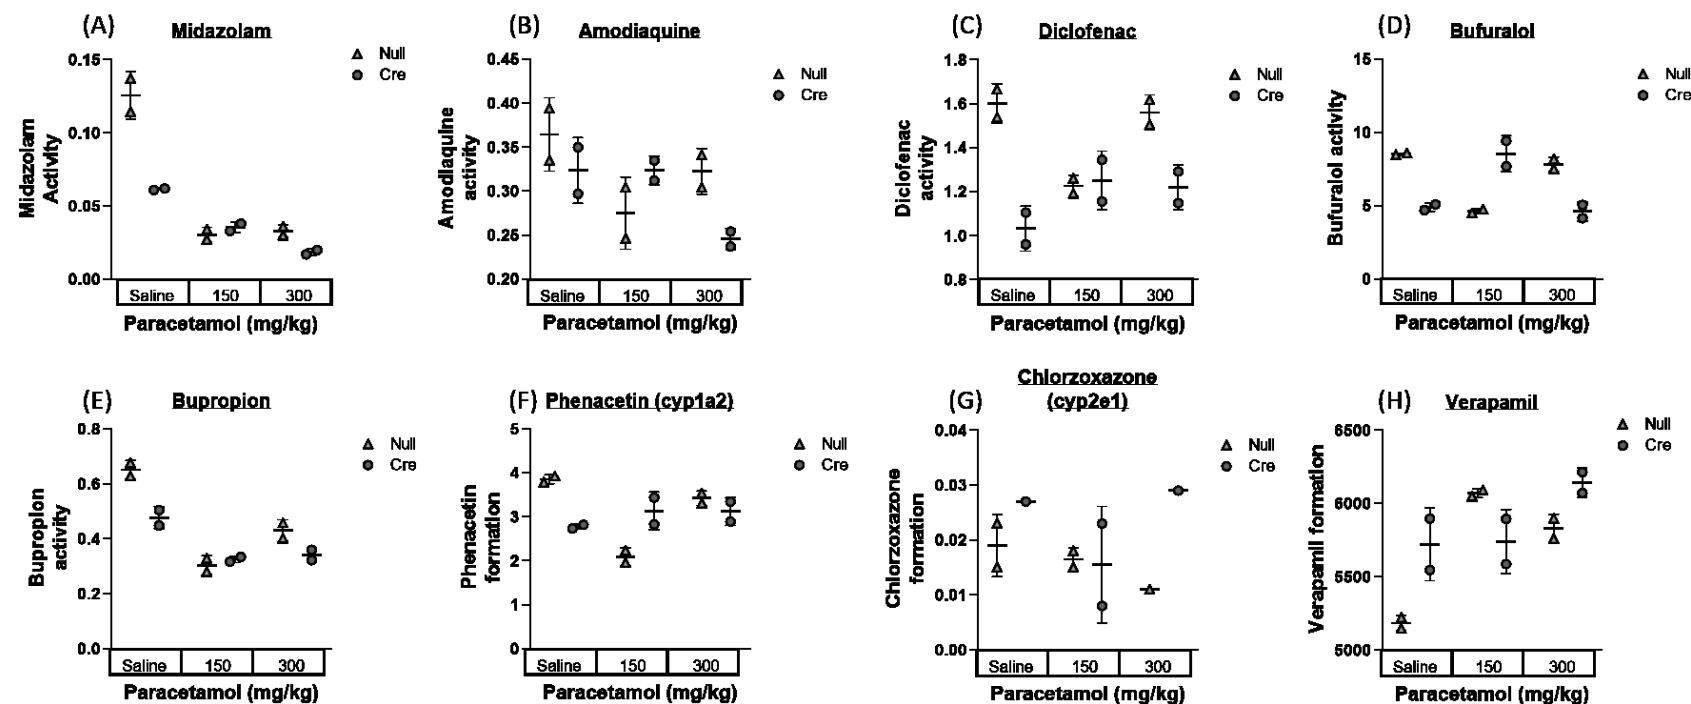 (A)
Midazolam
Null
Cre
Midazolam
Activity
0.15
0.10
0.05
0.00
Saline 150 300
Paracetamol (mg/kg)
(B)
Amodiaquine
Null
Cre
Amodiaquine
activity
0.45
0.40
0.35
0.30
0.25
0.20
Saline 150 300
Paracetamol (mg/kg)
(C)
Diclofenac
Null
Cre
Diclofenac
activity
1.8
1.6
1.4
1.2
1.0
0.8
Saline 150 300
Paracetamol (mg/kg)
(D)
Bufuralol
Null
Cre
Bufuralol activity
15
10
5
0
Saline 150 300
Paracetamol (mg/kg)
(E)
Bupropion
Null
Cre
Bupropion
activity
0.8
0.6
0.4
0.2
0.0
Saline 150 300
Paracetamol (mg/kg)
(F)
Phenacetin (cyp1a2)
Null
Cre
Phenacetin
formation
5
4
3
2
1
0
Saline 150 300
Paracetamol (mg/kg)
(G)
Chlorzoxazone
(cyp2e1)
Null
Cre
Chlorzoxazone
formation
0.04
0.03
0.02
0.01
0.00
Saline 150 300
Paracetamol (mg/kg)
(H)
Verapamil
Null
Cre
Verapamil formation
6500
6000
5500
5000
Saline 150 300
Paracetamol (mg/kg)